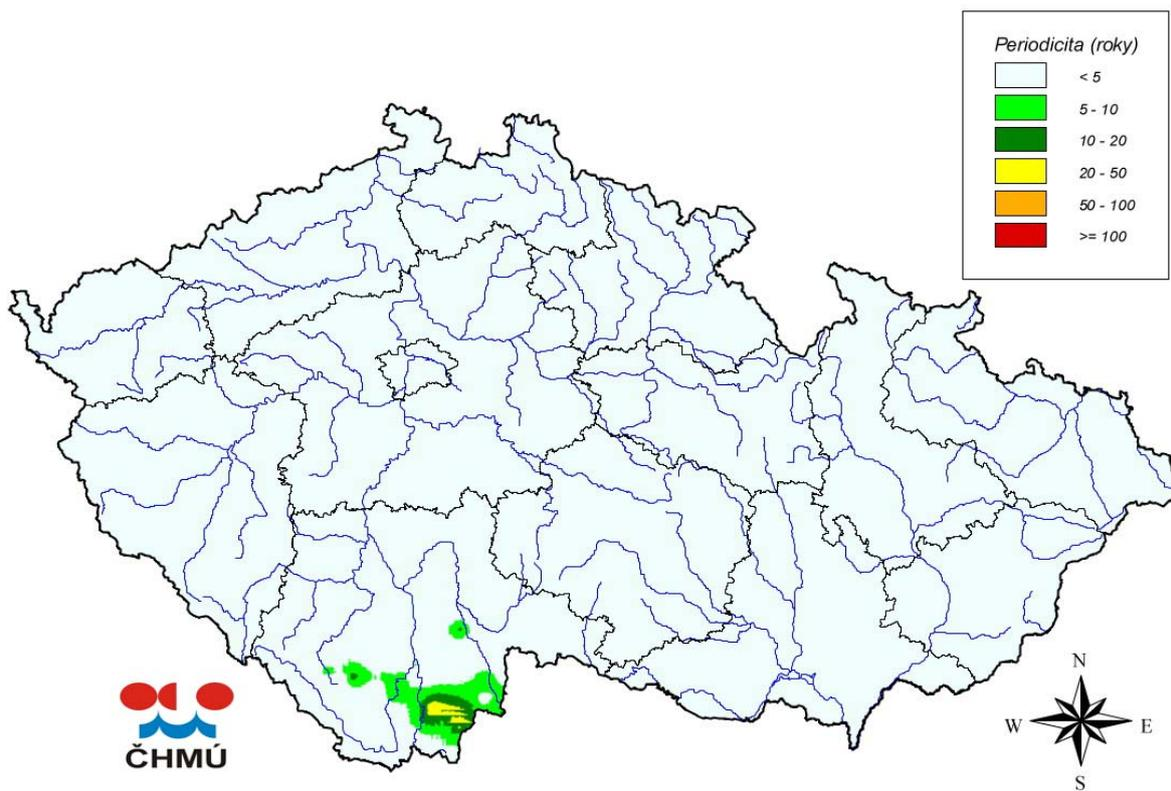 Periodicita (roky)
< 5
5 - 10
10 - 20
20 - 50
50 - 100
>= 100
N
W E
S
ČHMÚ